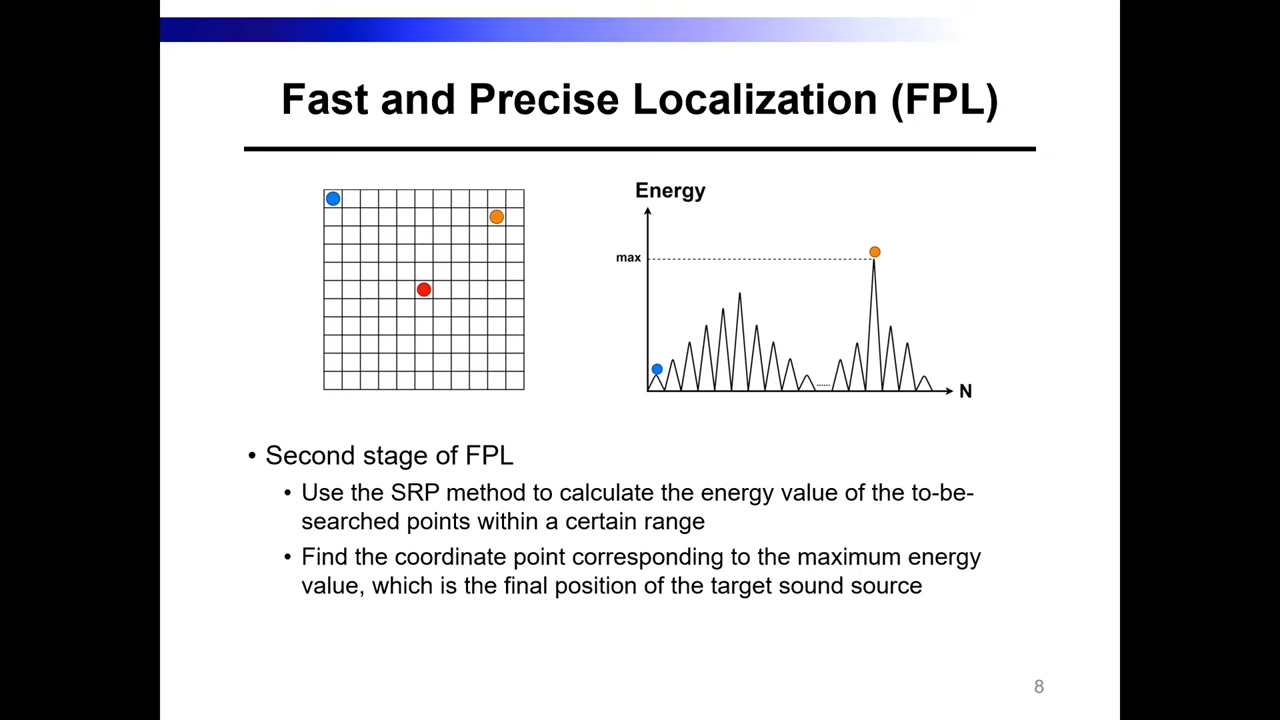 Fast and Precise Localization (FPL)
Energy
max
......
N
• Second stage of FPL
• Use the SRP method to calculate the energy value of the to-be-
searched points within a certain range
• Find the coordinate point corresponding to the maximum energy
value, which is the final position of the target sound source
8